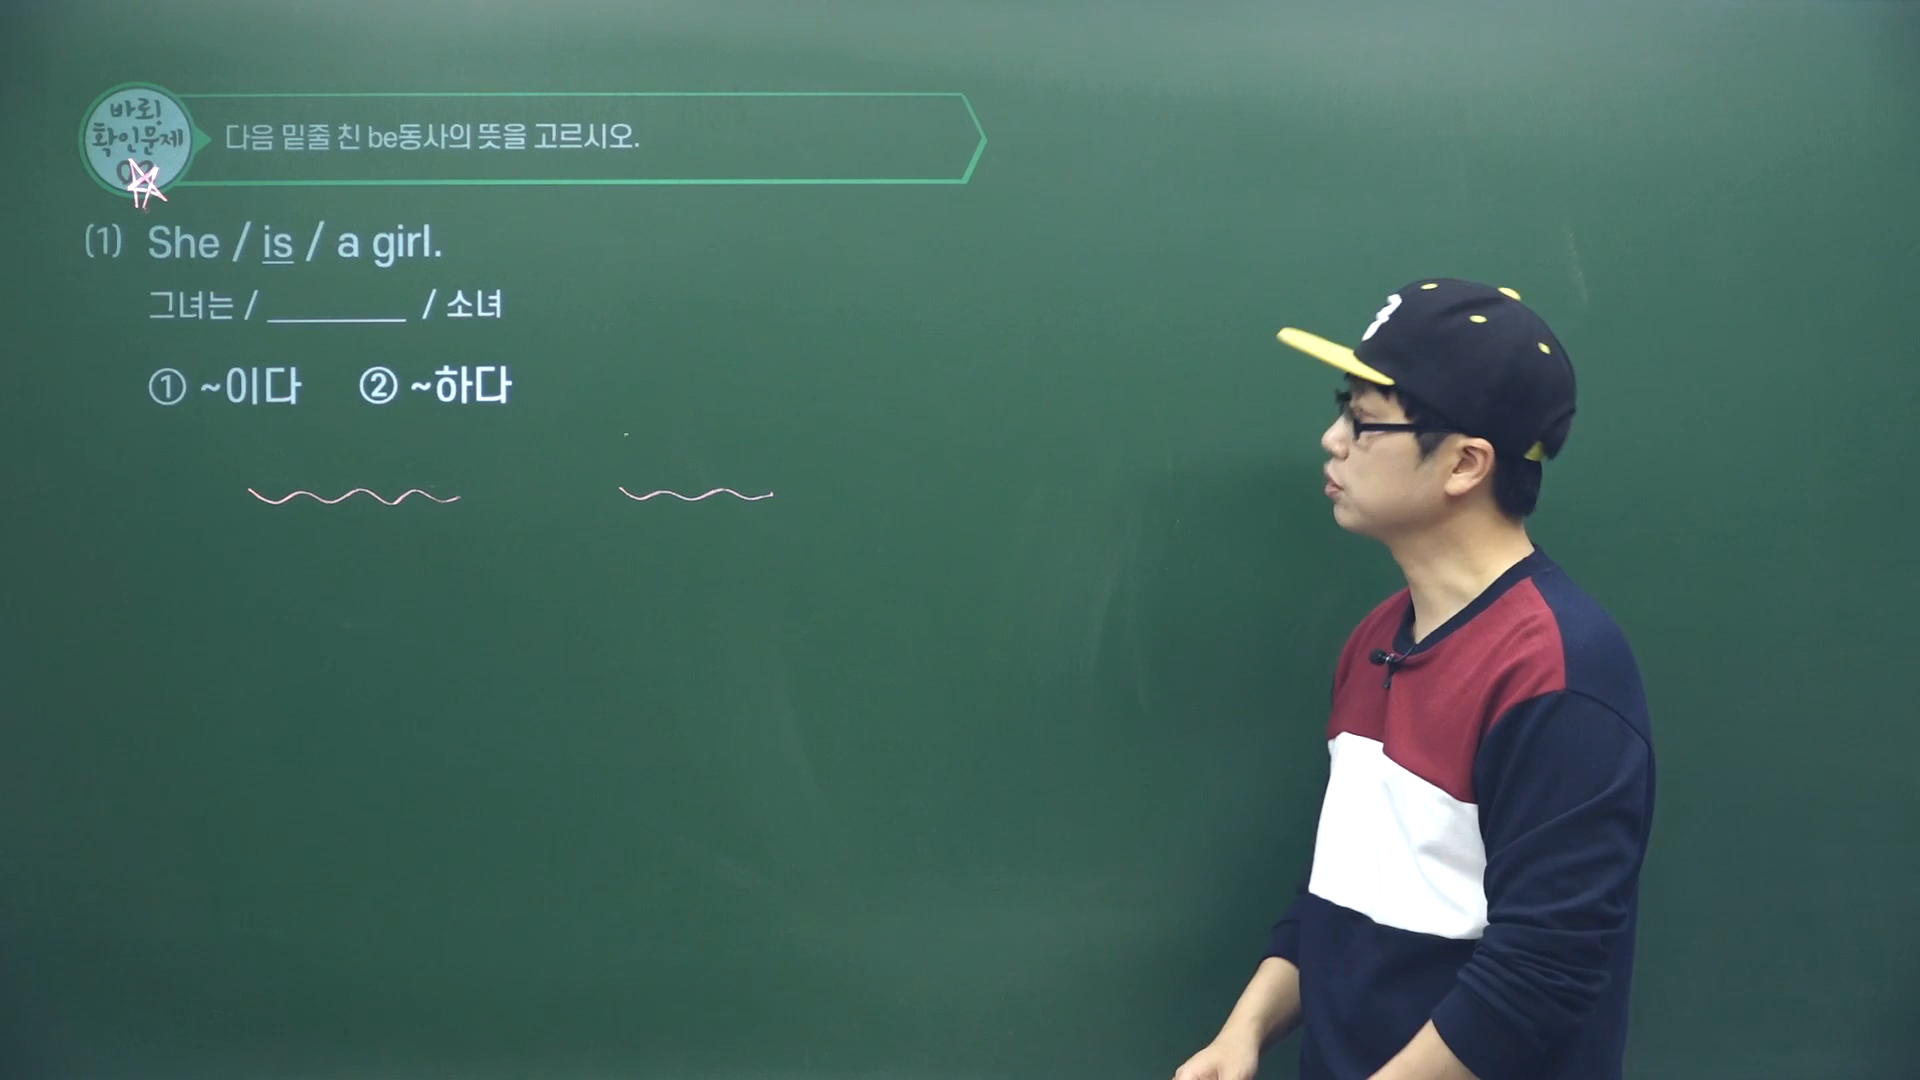 바로!
확인문제
다음 밑줄 친 be동사의 뜻을 고르시오.
(1) She / is / a girl.
그녀는 / ________ / 소녀
① ~이다 ② ~하다